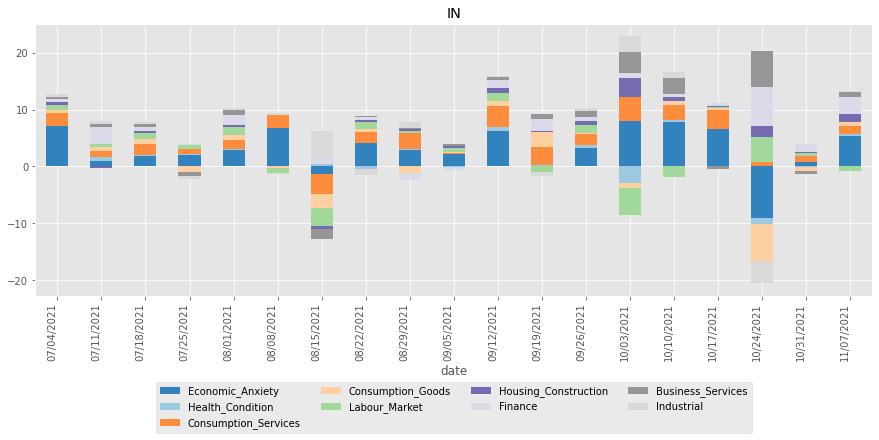 IN
20
10
0
−10
−20
07/04/2021
07/11/2021
07/18/2021
07/25/2021
08/01/2021
08/08/2021
08/15/2021
08/22/2021
08/29/2021
09/05/2021
09/12/2021
09/19/2021
09/26/2021
10/03/2021
10/10/2021
10/17/2021
10/24/2021
10/31/2021
11/07/2021
date
Economic_Anxiety
Health_Condition
Consumption_Services
Consumption_Goods
Labour_Market
Housing_Construction
Finance
Business_Services
Industrial